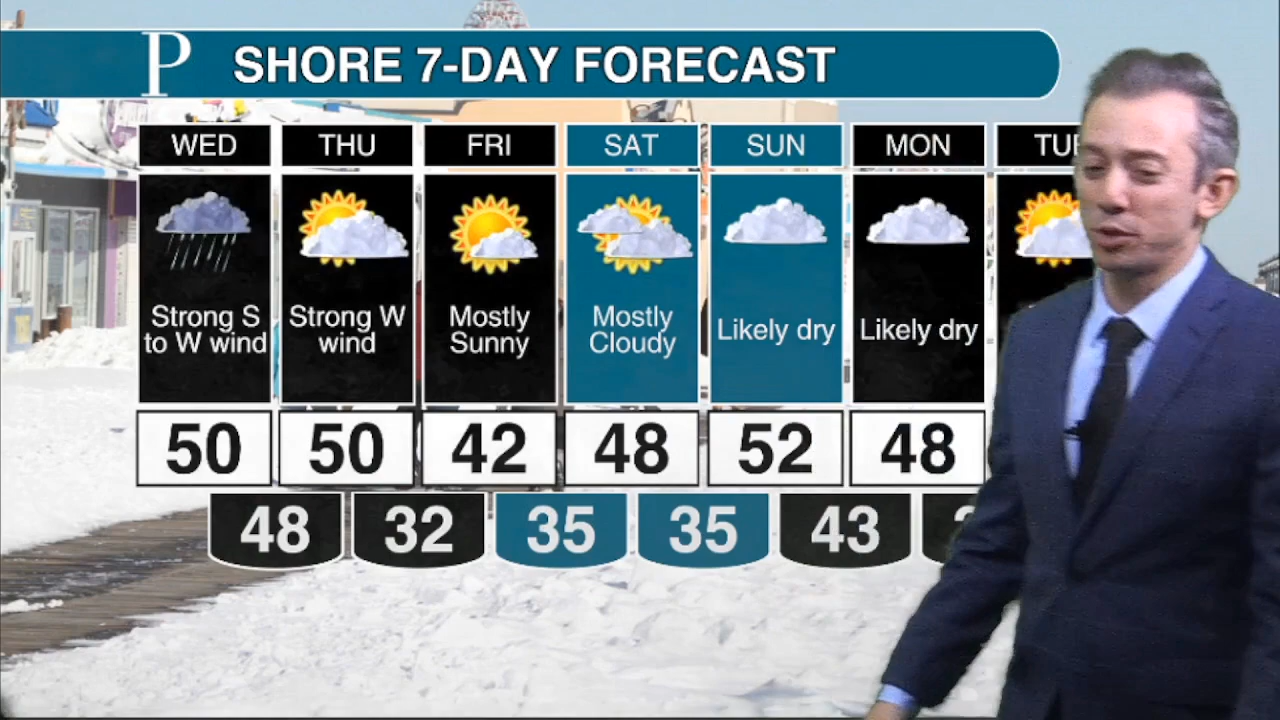 P SHORE 7-DAY FORECAST
WED THU FRI SAT SUN MON
Strong S
to W wind
Strong W
wind
Mostly
Sunny
Mostly
Cloudy
Likely dry
Likely dry
50 50 42 48 52 48
48 32 35 35 43